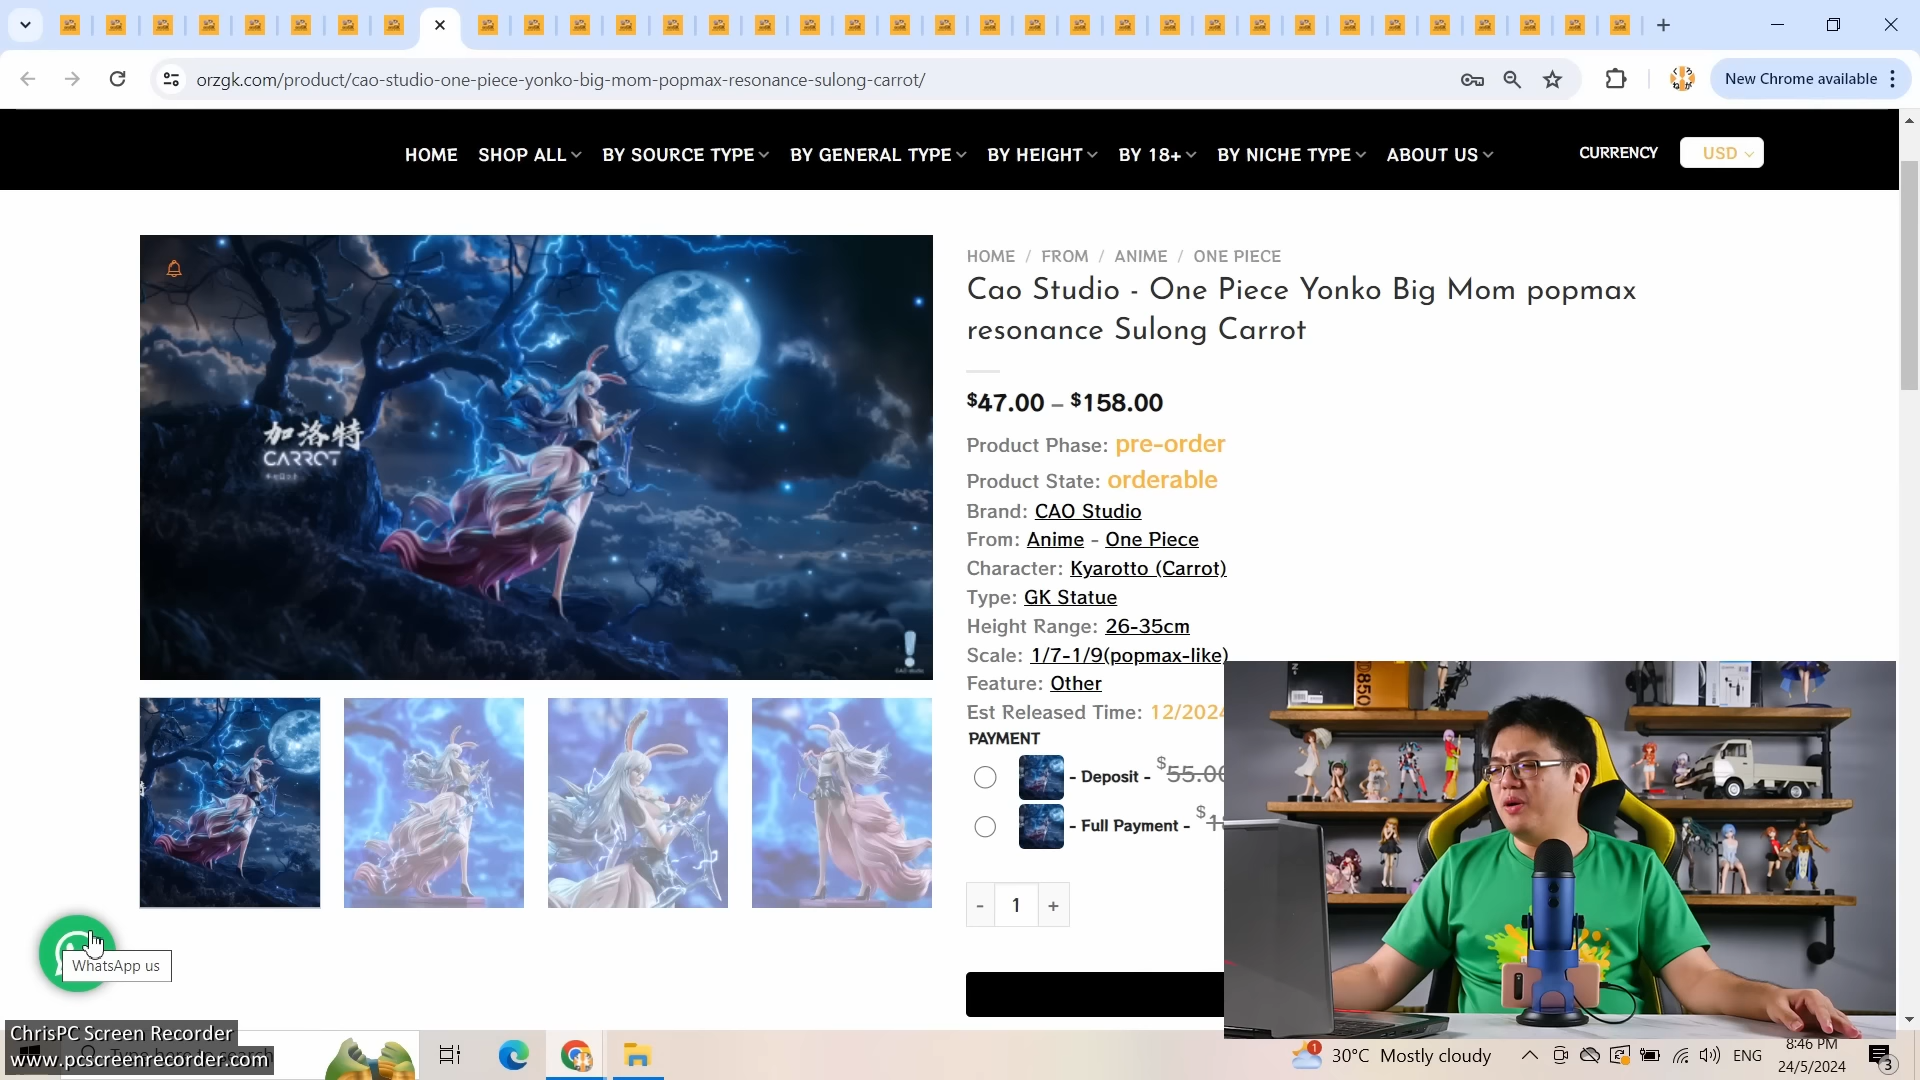 orzgk.com/product/cao-studio-one-piece-yonko-big-mom-popmax-resonance-sulong-carrot/
New Chrome available
HOME SHOP ALL BY SOURCE TYPE BY GENERAL TYPE BY HEIGHT BY 18+ BY NICHE TYPE ABOUT US CURRENCY USD
加洛特
CARROT
HOME / FROM / ANIME / ONE PIECE
Cao Studio - One Piece Yonko Big Mom popmax
resonance Sulong Carrot
$47.00 – $158.00
Product Phase: pre-order
Product State: orderable
Brand: CAO Studio
From: Anime - One Piece
Character: Kyarotto (Carrot)
Type: GK Statue
Height Range: 26-35cm
Scale: 1/7-1/9(popmax-like)
Feature: Other
Est Released Time: 12/2024
PAYMENT
- Deposit - $55.00
- Full Payment - $1
- 1 +
WhatsApp us
ChrisPC Screen Recorder
www.pcscreenrecorder.com
30°C Mostly cloudy
ENG
8:46 PM
24/5/2024
3